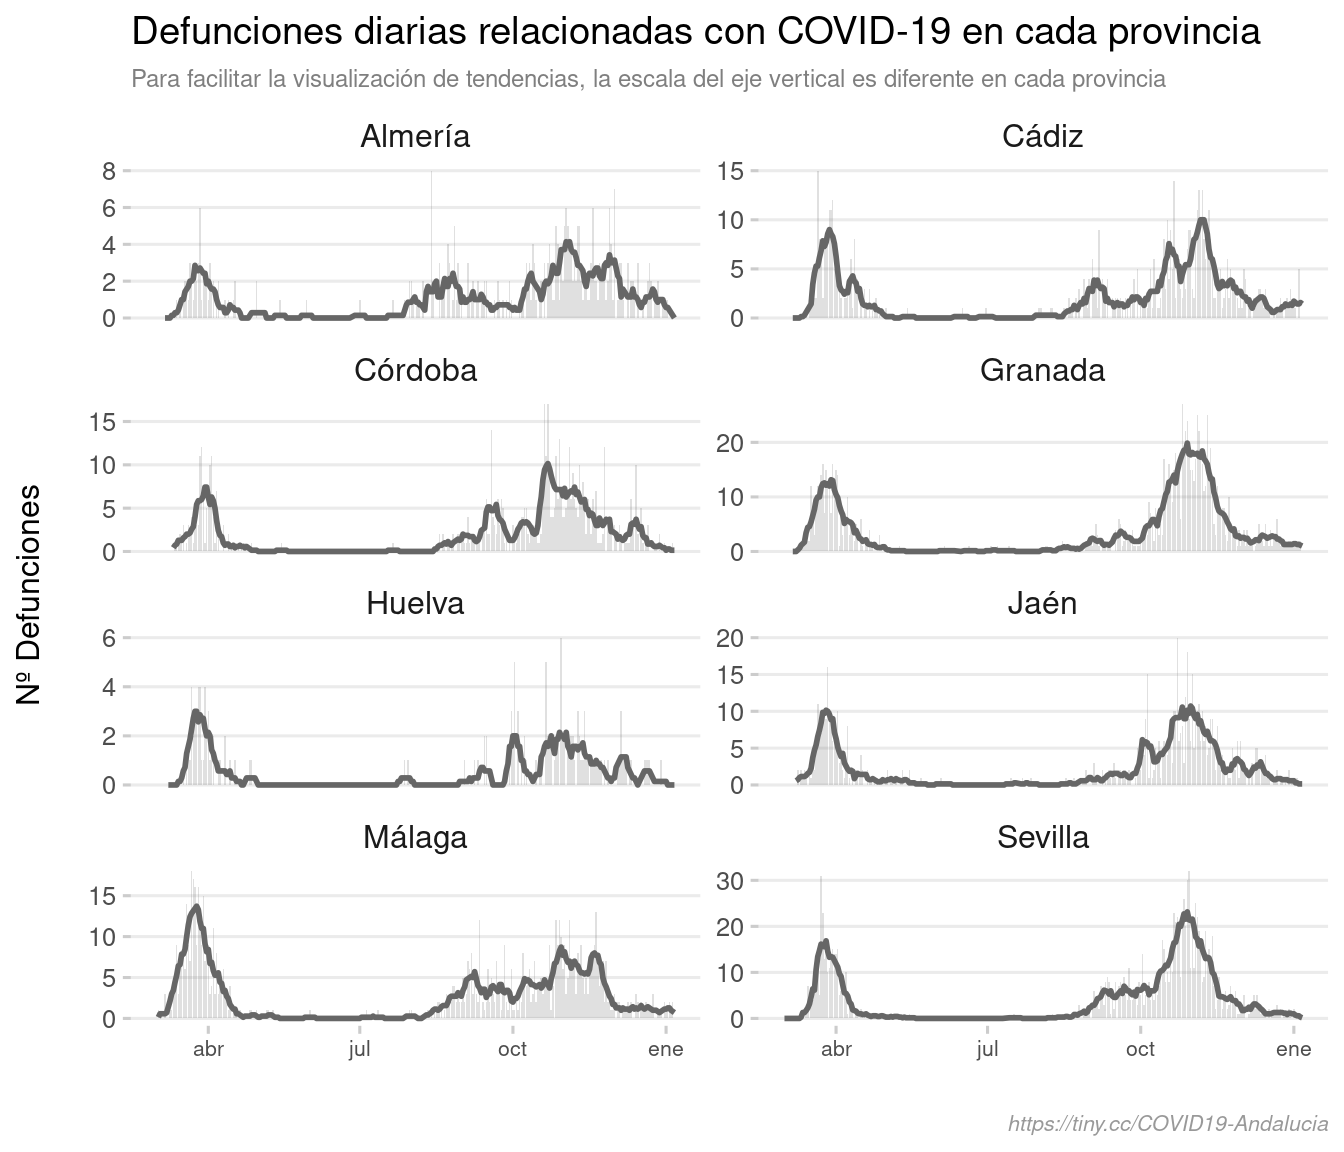 Defunciones diarias relacionadas con COVID-19 en cada provincia
Para facilitar la visualización de tendencias, la escala del eje vertical es diferente en cada provincia
Nº Defunciones
Almería
8
6
4
2
0
Cádiz
15
10
5
0
Córdoba
15
10
5
0
Granada
20
10
0
Huelva
6
4
2
0
Jaén
20
15
10
5
0
Málaga
15
10
5
0
abr jul oct ene
Sevilla
30
20
10
0
abr jul oct ene
https://tiny.cc/COVID19-Andalucia